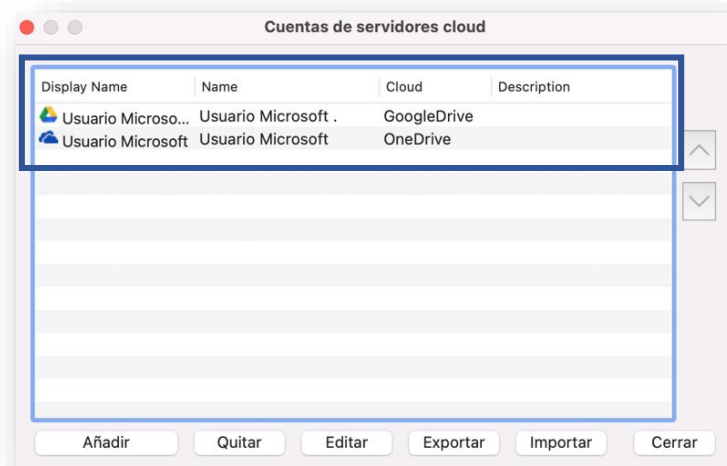 Cuentas de servidores cloud
Display Name Name Cloud Description
Usuario Microso... Usuario Microsoft . GoogleDrive
Usuario Microsoft Usuario Microsoft OneDrive
Añadir Quitar Editar Exportar Importar Cerrar